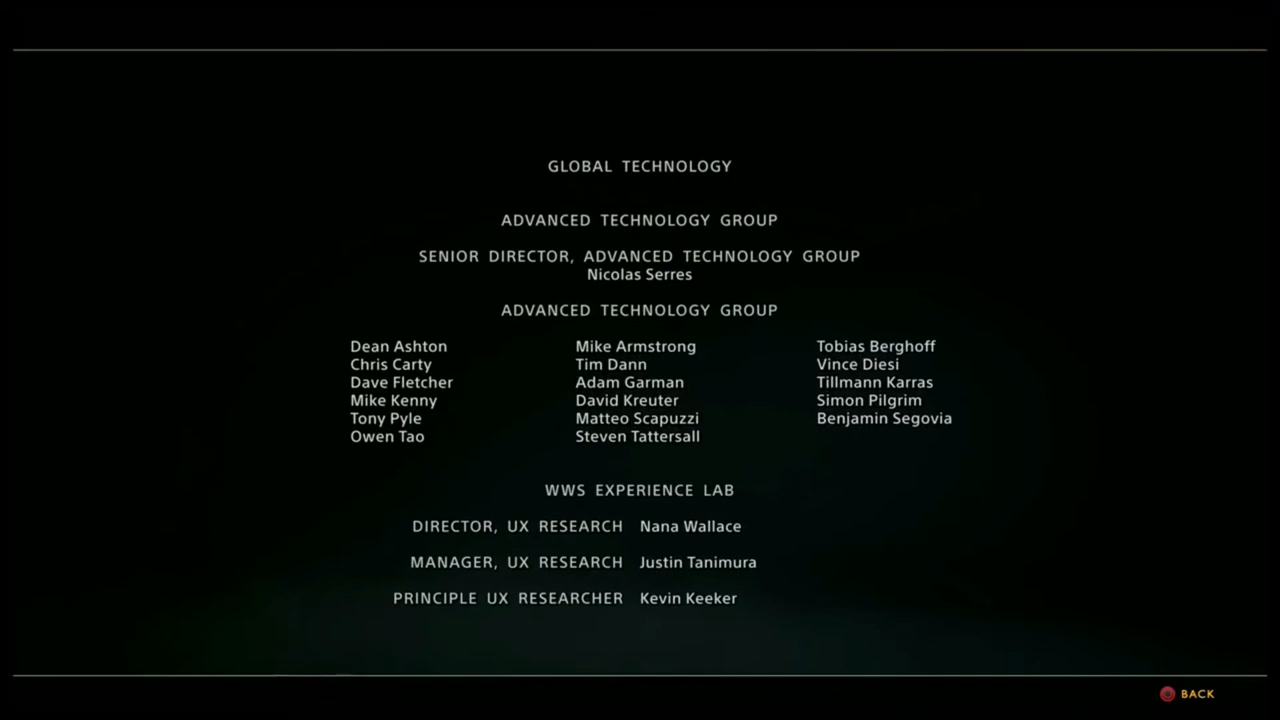 GLOBAL TECHNOLOGY
ADVANCED TECHNOLOGY GROUP
SENIOR DIRECTOR, ADVANCED TECHNOLOGY GROUP
Nicolas Serres
ADVANCED TECHNOLOGY GROUP
Dean Ashton Mike Armstrong Tobias Berghoff
Chris Carty Tim Dann Vince Diesi
Dave Fletcher Adam Garman Tillmann Karras
Mike Kenny David Kreuter Simon Pilgrim
Tony Pyle Matteo Scapuzzi Benjamin Segovia
Owen Tao Steven Tattersall
WWS EXPERIENCE LAB
DIRECTOR, UX RESEARCH Nana Wallace
MANAGER, UX RESEARCH Justin Tanimura
PRINCIPLE UX RESEARCHER Kevin Keeker
BACK